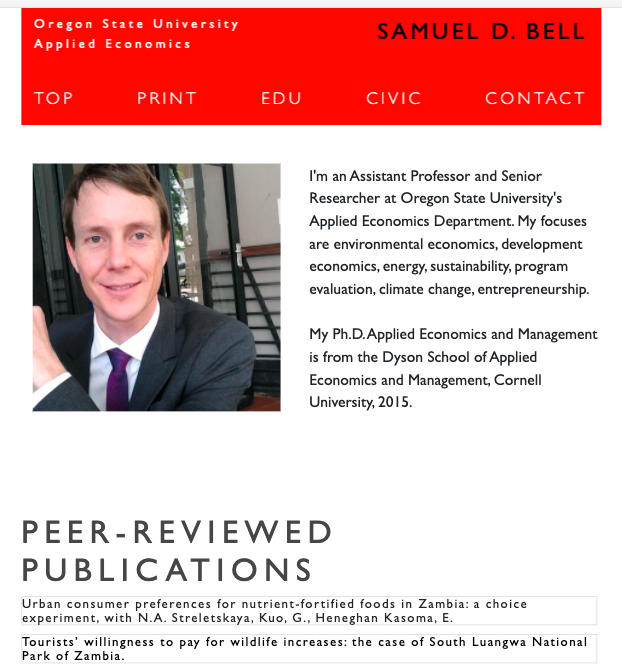 Oregon State University
Applied Economics
SAMUEL D. BELL
TOP PRINT EDU CIVIC CONTACT
I'm an Assistant Professor and Senior
Researcher at Oregon State University's
Applied Economics Department. My focuses
are environmental economics, development
economics, energy, sustainability, program
evaluation, climate change, entrepreneurship.
My Ph.D. Applied Economics and Management
is from the Dyson School of Applied
Economics and Management, Cornell
University, 2015.
PEER-REVIEWED
PUBLICATIONS
Urban consumer preferences for nutrient-fortified foods in Zambia: a choice
experiment, with N.A. Streletskaya, Kuo, G., Heneghan Kasoma, E.
Tourists' willingness to pay for wildlife increases: the case of South Luangwa National
Park of Zambia.